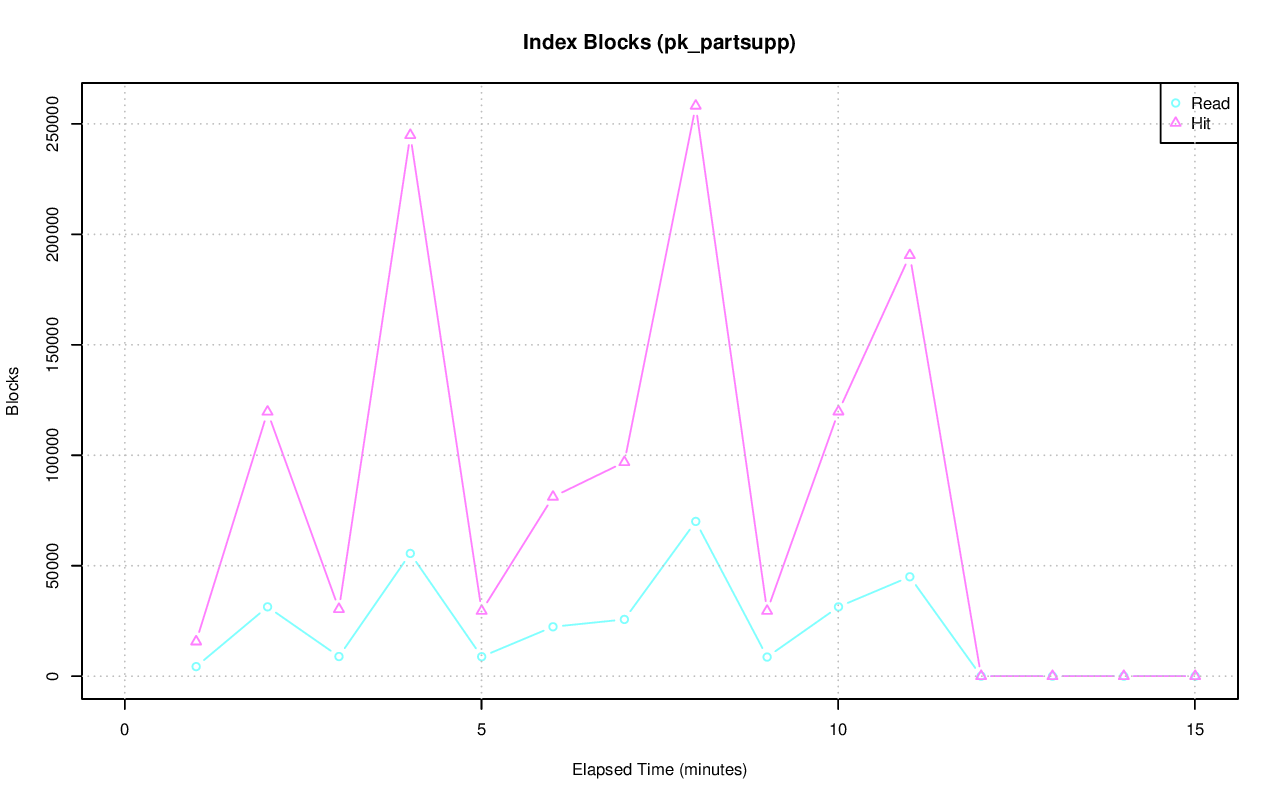 Index Blocks (pk_partsupp)
Read
Hit
250000
200000
150000
100000
50000
0
Blocks
0 5 10 15
Elapsed Time (minutes)